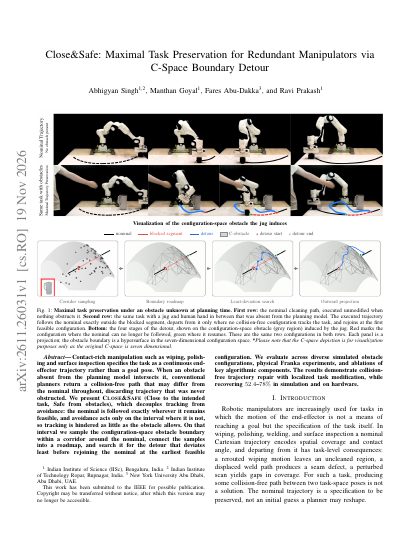 Close&Safe: Maximal Task Preservation for Redundant Manipulators via
C-Space Boundary Detour
Abhigyan Singh1,2, Manthan Goyal1, Fares Abu-Dakka3, and Ravi Prakash1
arXiv:2611.26031v1 [cs.RO] 19 Nov 2026
Nominal Trajectory
No obstacle present
Same task with obstacles
Maximal Trajectory Preservation
Visualization of the configuration-space obstacle the jug induces
nominal blocked segment detour C-obstacle detour start detour end
Corridor sampling Boundary roadmap Least-deviation search Outward projection
Fig. 1: Maximal task preservation under an obstacle unknown at planning time. First row: the nominal cleaning path, executed unmodified when
nothing obstructs it. Second row: the same task with a jug and human hand in between that was absent from the planning model. The executed trajectory
follows the nominal exactly outside the blocked segment, departs from it only where no collision-free configuration tracks the task, and rejoins at the first
feasible configuration. Bottom: the four stages of the detour, shown on the configuration-space obstacle (grey region) induced by the jug. Red marks the
configuration where the nominal can no longer be followed, green where it resumes. These are the same two configurations in both rows. Each panel is a
projection; the obstacle boundary is a hypersurface in the seven-dimensional configuration space. *Please note that the C-space depiction is for visualization
purposes only as the original C-space is seven dimensional.
Abstract—Contact-rich manipulation such as wiping, polish-
ing and surface inspection specifies the task as a continuous end-
effector trajectory rather than a goal pose. When an obstacle
absent from the planning model intersects it, conventional
planners return a collision-free path that may differ from
the nominal throughout, discarding trajectory that was never
obstructed. We present CLOSE&SAFE (Close to the intended
task, Safe from obstacles), which decouples tracking from
avoidance: the nominal is followed exactly wherever it remains
feasible, and avoidance acts only on the interval where it is not,
so tracking is hindered as little as the obstacle allows. On that
interval we sample the configuration-space obstacle boundary
within a corridor around the nominal, connect the samples
into a roadmap, and search it for the detour that deviates
least before rejoining the nominal at the earliest feasible
1 Indian Institute of Science (IISc), Bengaluru, India. 2 Indian Institute
of Technology Ropar, Rupnagar, India. 3 New York University Abu Dhabi,
Abu Dhabi, UAE.
This work has been submitted to the IEEE for possible publication.
Copyright may be transferred without notice, after which this version may
no longer be accessible.
configuration. We evaluate across diverse simulated obstacle
configurations, physical Franka experiments, and ablations
of key algorithmic components. The results demonstrate collision-
free trajectory repair with localized task modification, while
recovering 52.4–78% in simulation and on hardware.
I. INTRODUCTION
Robotic manipulators are increasingly used for tasks in
which the motion of the end-effector is not a means of
reaching a goal but the specification of the task itself. In
wiping, polishing, welding, and surface inspection a nominal
Cartesian trajectory encodes spatial coverage and contact
angle, and departing from it has task-level consequences:
a rerouted wiping motion leaves an uncleaned region, a
displaced weld path produces a seam defect, a perturbed
scan yields gaps in coverage. For such a task, producing
some collision-free path between two task-space poses is not
a solution. The nominal trajectory is a specification to be
preserved, not an initial guess a planner may reshape.